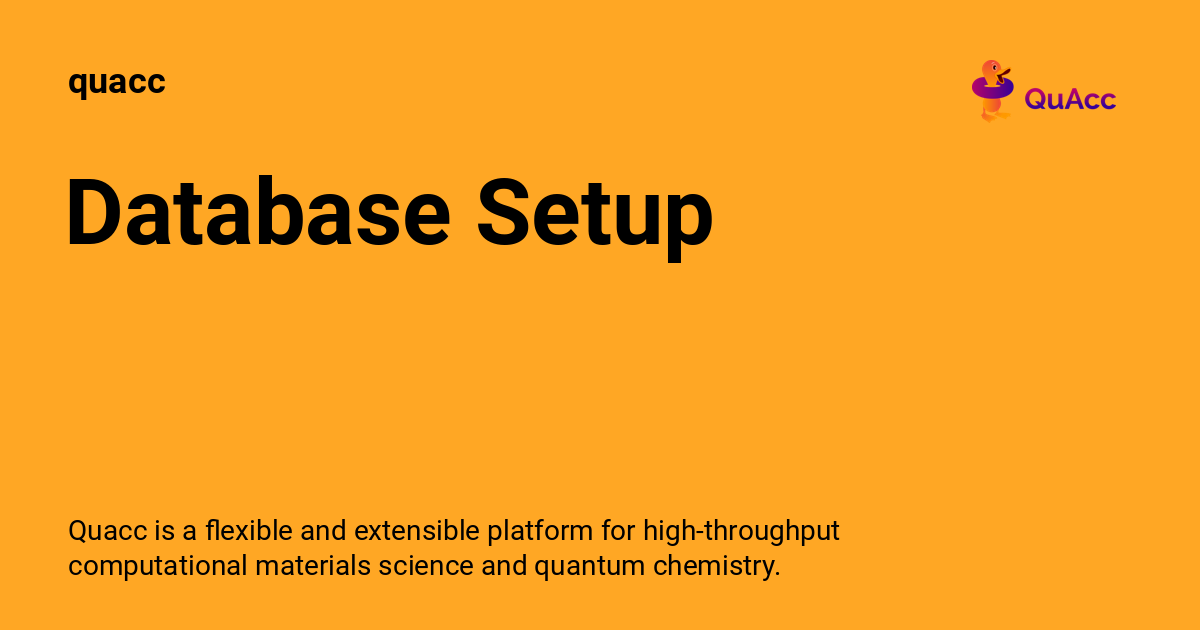 quacc
QuAcc
Database Setup
Quacc is a flexible and extensible platform for high-throughput
computational materials science and quantum chemistry.